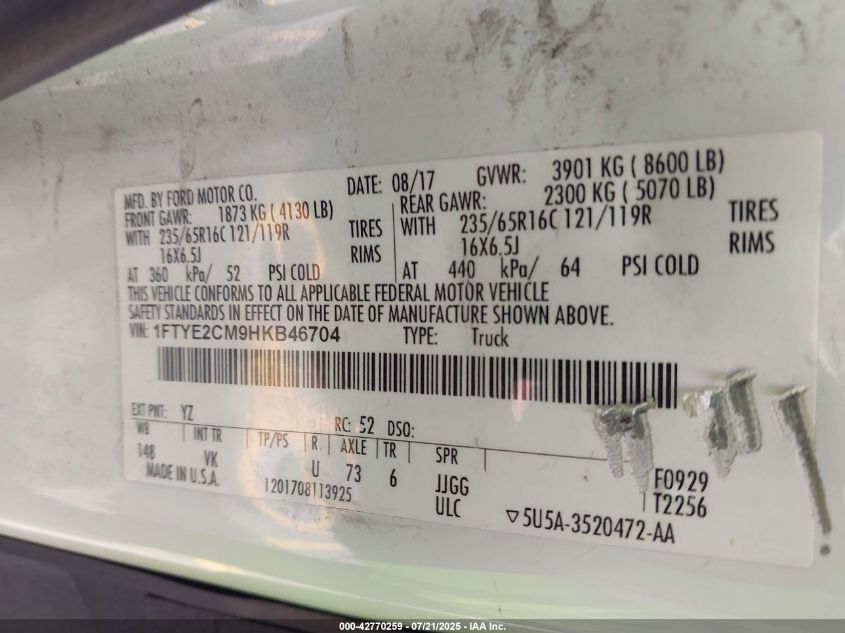 MFD. BY FORD MOTOR CO. DATE: 08/17 GVWR: 3901 KG ( 8600 LB)
FRONT GAWR: 1873 KG ( 4130 LB) REAR GAWR: 2300 KG ( 5070 LB)
WITH 235/65R16C 121/119R TIRES WITH 235/65R16C 121/119R TIRES
16X6.5J RIMS 16X6.5J RIMS
AT 360 kPa/ 52 PSI COLD AT 440 kPa/ 64 PSI COLD
THIS VEHICLE CONFORMS TO ALL APPLICABLE FEDERAL MOTOR VEHICLE
SAFETY STANDARDS IN EFFECT ON THE DATE OF MANUFACTURE SHOWN ABOVE.
VIN: 1FTYE2CM9HKB46704 TYPE: Truck
EXT PNT: YZ RC: 52 DSO:
WB INT TR TP/PS R AXLE TR SPR
148 VK U 73 6 JJGG F0929
MADE IN U.S.A. 1201708113925 ULC T2256
▽5U5A-3520472-AA
000-42770259 - 07/21/2025 - IAA Inc.